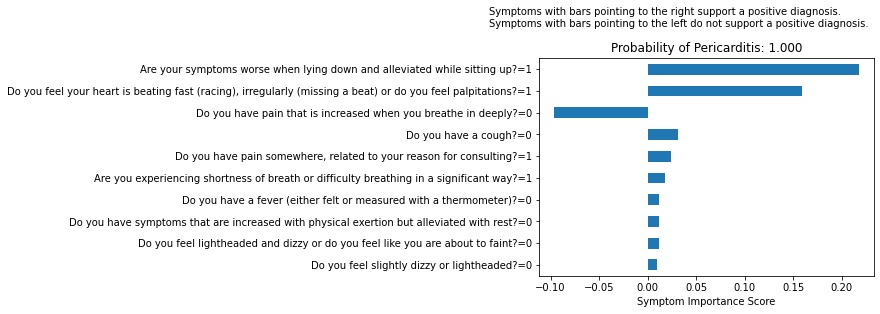 Symptoms with bars pointing to the right support a positive diagnosis.
Symptoms with bars pointing to the left do not support a positive diagnosis.
Probability of Pericarditis: 1.000
Are your symptoms worse when lying down and alleviated while sitting up?=1
Do you feel your heart is beating fast (racing), irregularly (missing a beat) or do you feel palpitations?=1
Do you have pain that is increased when you breathe in deeply?=0
Do you have a cough?=0
Do you have pain somewhere, related to your reason for consulting?=1
Are you experiencing shortness of breath or difficulty breathing in a significant way?=1
Do you have a fever (either felt or measured with a thermometer)?=0
Do you have symptoms that are increased with physical exertion but alleviated with rest?=0
Do you feel lightheaded and dizzy or do you feel like you are about to faint?=0
Do you feel slightly dizzy or lightheaded?=0
−0.10 −0.05 0.00 0.05 0.10 0.15 0.20
Symptom Importance Score